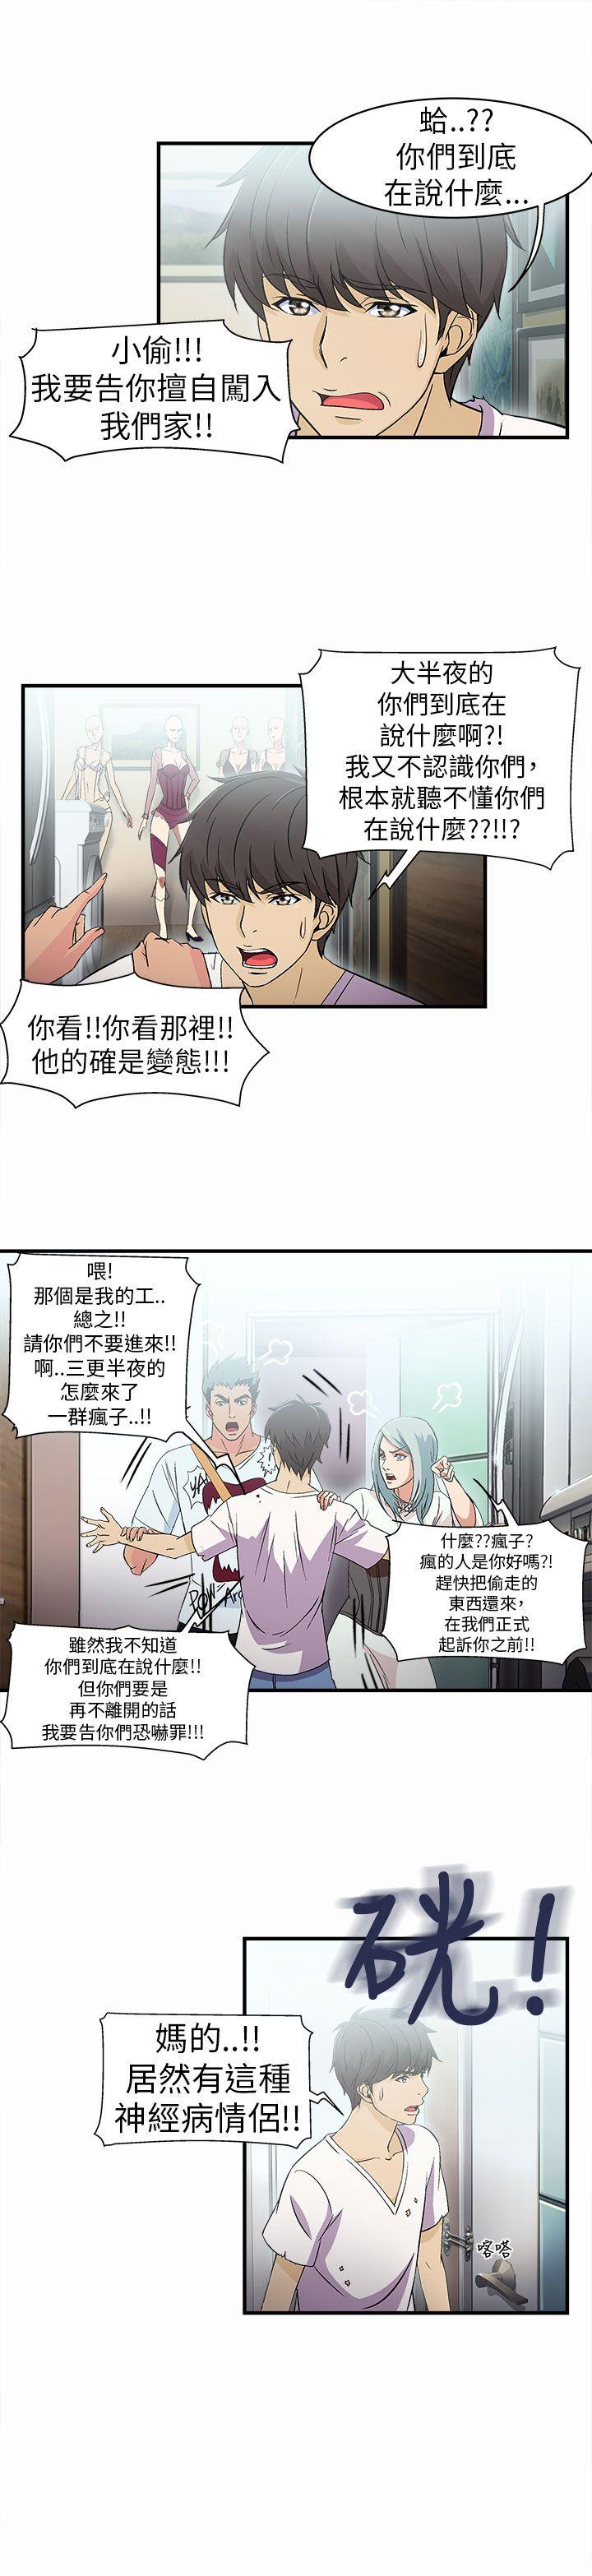 蛤..??
你們到底
在說什麼...
小偷!!!
我要告你擅自闖入
我們家!!
大半夜的
你們到底在
說什麼啊?!
我又不認識你們,
根本就聽不懂你們
在說什麼??!!?
你看!!你看那裡!!
他的確是變態!!!
喂!
那個是我的工..
總之!!
請你們不要進來!!
啊..三更半夜的
怎麼來了
一群瘋子..!!
什麼??瘋子?
瘋的人是你好嗎?!
趕快把偷走的
東西還來,
在我們正式
起訴你之前!!
POW
雖然我不知道
你們到底在說什麼!!
但你們要是
再不離開的話
我要告你們恐嚇罪!!!
砊!
媽的..!!
居然有這種
神經病情侶!!
喀嗒